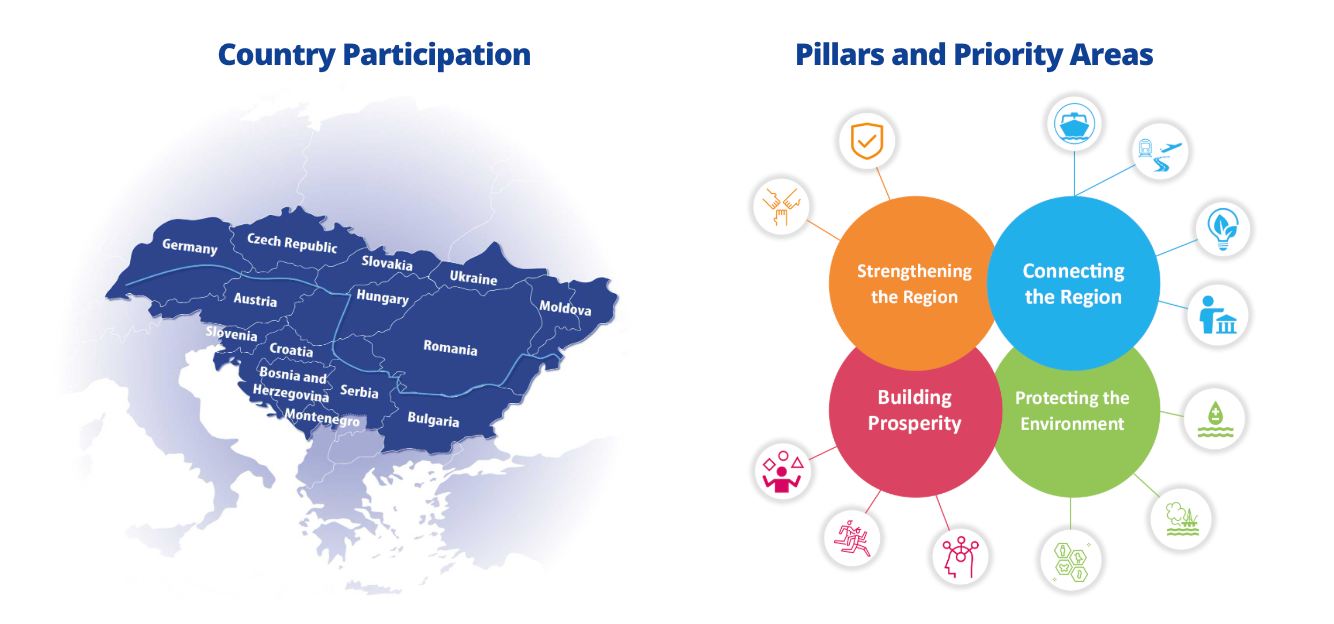 Country Participation
Germany
Czech Republic
Slovakia
Ukraine
Austria
Hungary
Moldova
Slovenia
Croatia
Romania
Bosnia and
Herzegovina
Serbia
Montenegro
Bulgaria
Pillars and Priority Areas
Strengthening
the Region
Connecting
the Region
Building
Prosperity
Protecting the
Environment